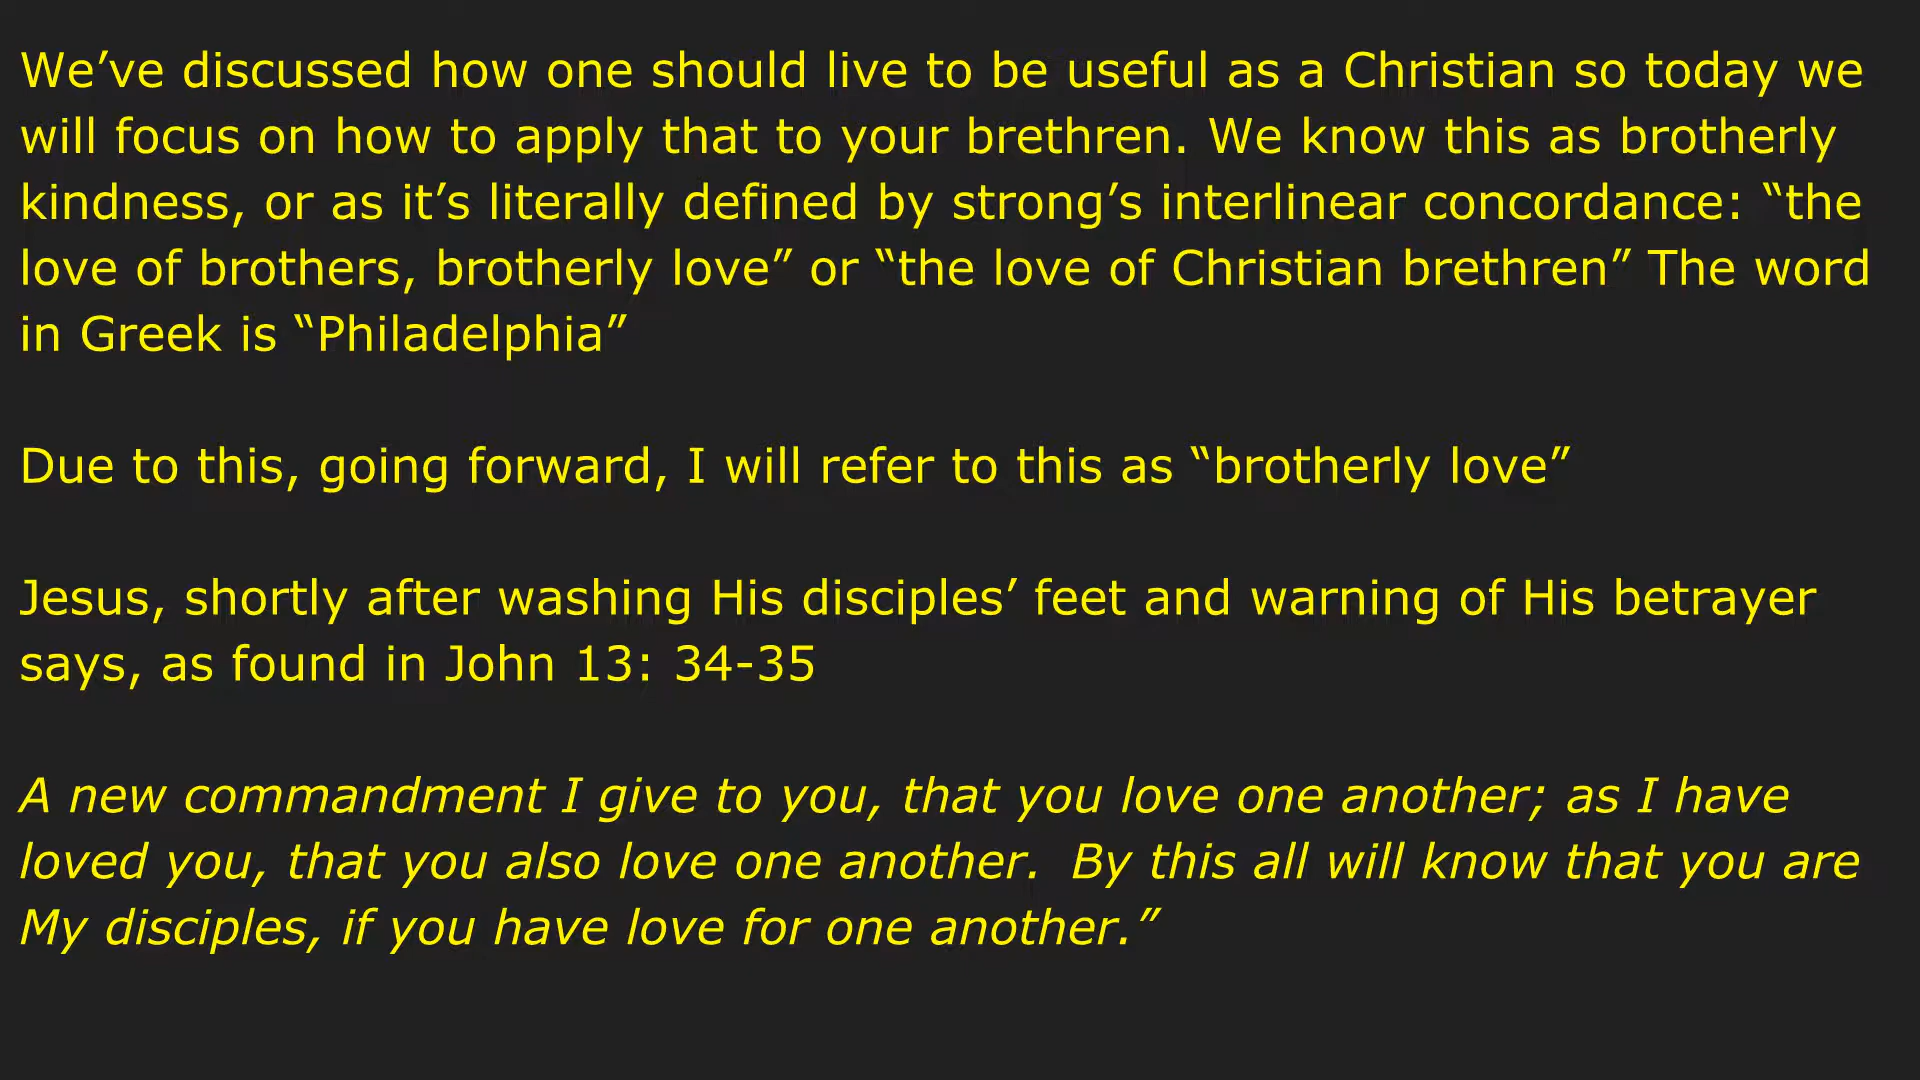 We’ve discussed how one should live to be useful as a Christian so today we
will focus on how to apply that to your brethren. We know this as brotherly
kindness, or as it’s literally defined by strong’s interlinear concordance: “the
love of brothers, brotherly love” or “the love of Christian brethren” The word
in Greek is “Philadelphia”
Due to this, going forward, I will refer to this as “brotherly love”
Jesus, shortly after washing His disciples’ feet and warning of His betrayer
says, as found in John 13: 34-35
A new commandment I give to you, that you love one another; as I have
loved you, that you also love one another.  By this all will know that you are
My disciples, if you have love for one another.”